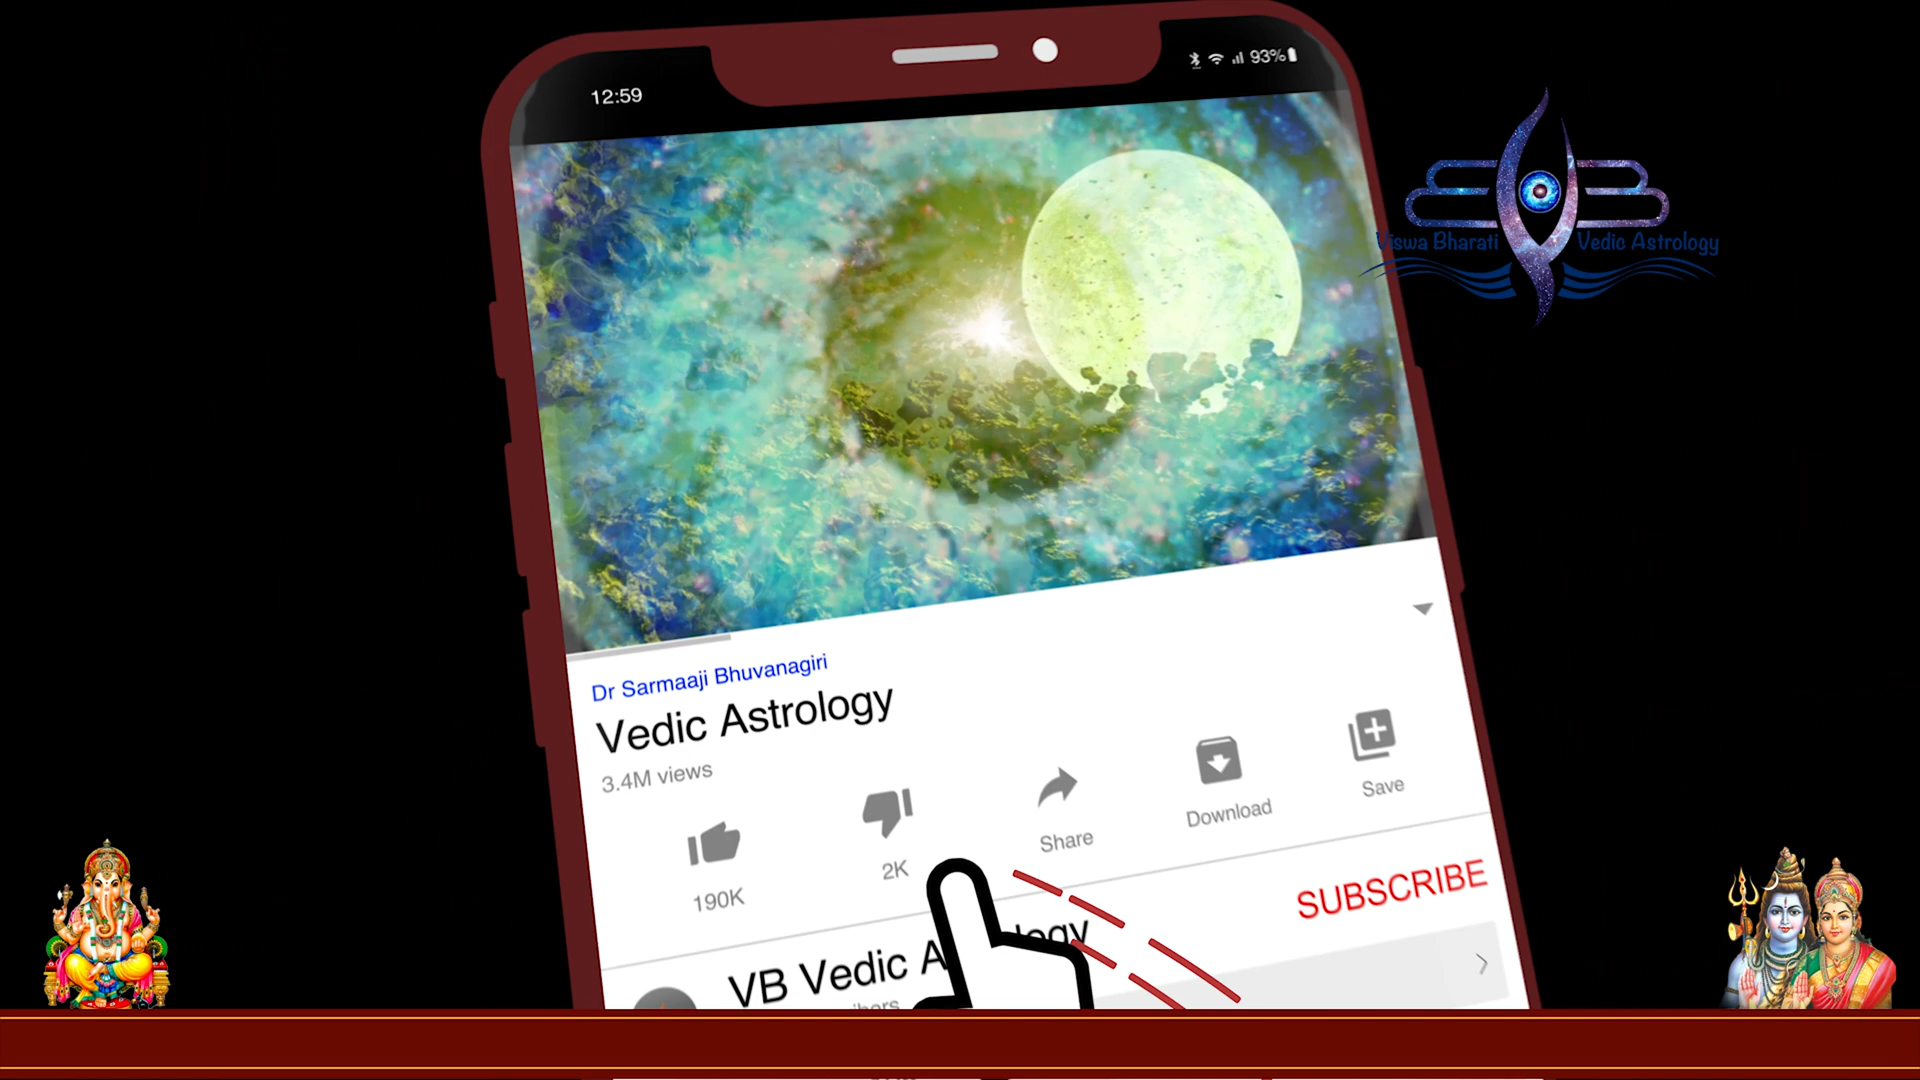 12:59
93%
Viswa Bharati Vedic Astrology
Dr Sarmaaji Bhuvanagiri
Vedic Astrology
3.4M views
190K
2K
Share
Download
Save
SUBSCRIBE
VB Vedic